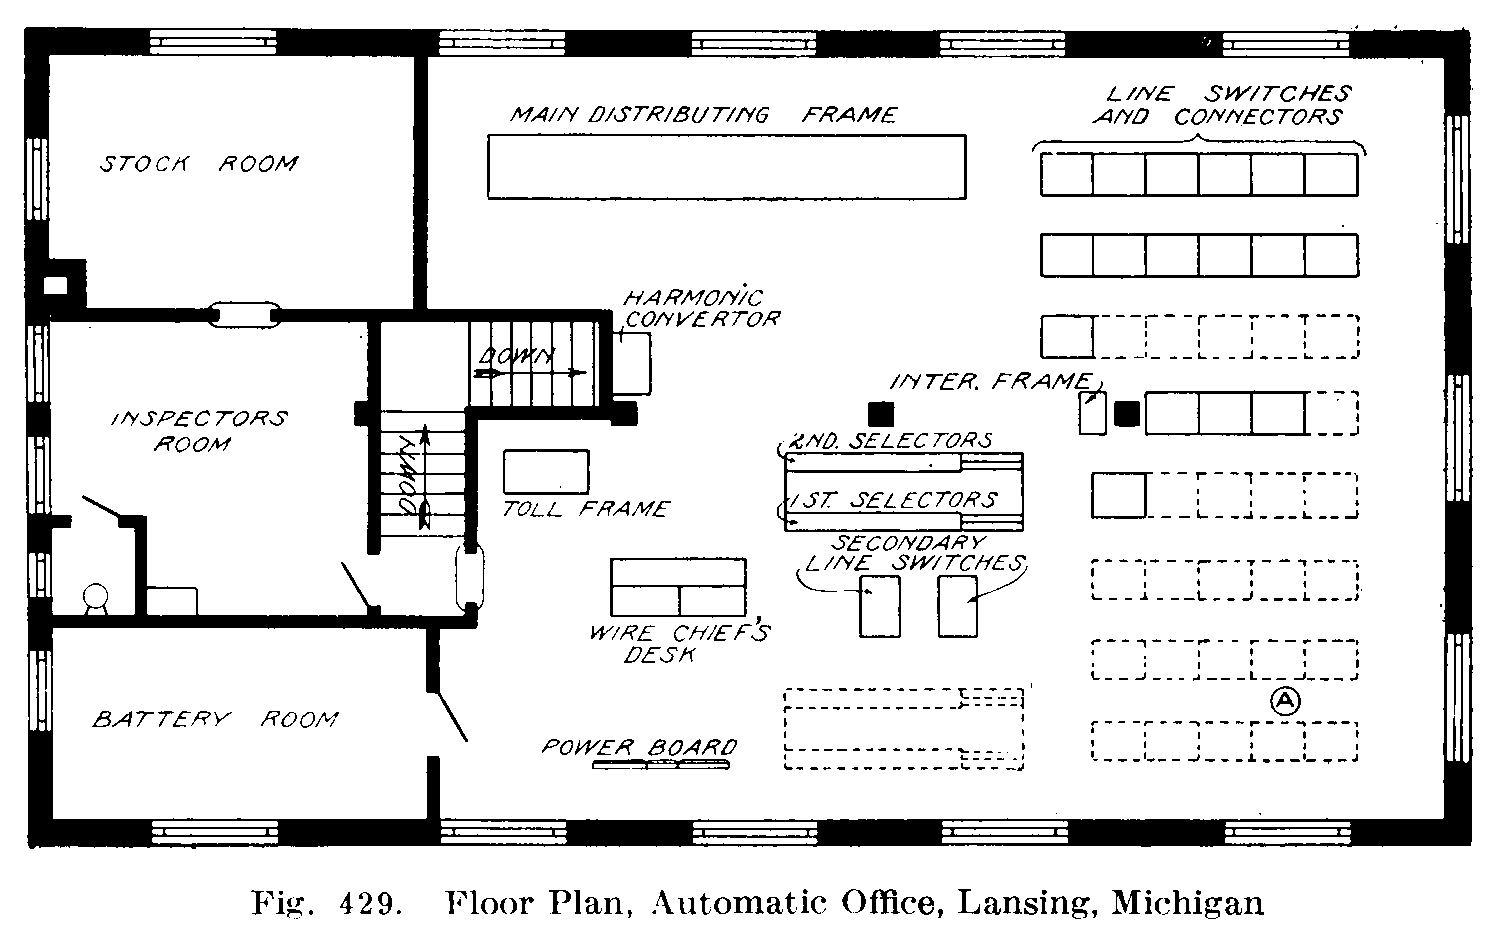 LINE SWITCHES
AND CONNECTORS
MAIN DISTRIBUTING FRAME
STOCK ROOM
HARMONIC
CONVERTOR
DOWN
INTER. FRAME
INSPECTORS
ROOM
DOWN
2ND. SELECTORS
1ST. SELECTORS
TOLL FRAME
SECONDARY
LINE SWITCHES
WIRE CHIEF'S
DESK
A
BATTERY ROOM
POWER BOARD
Fig. 429. Floor Plan, Automatic Office, Lansing, Michigan